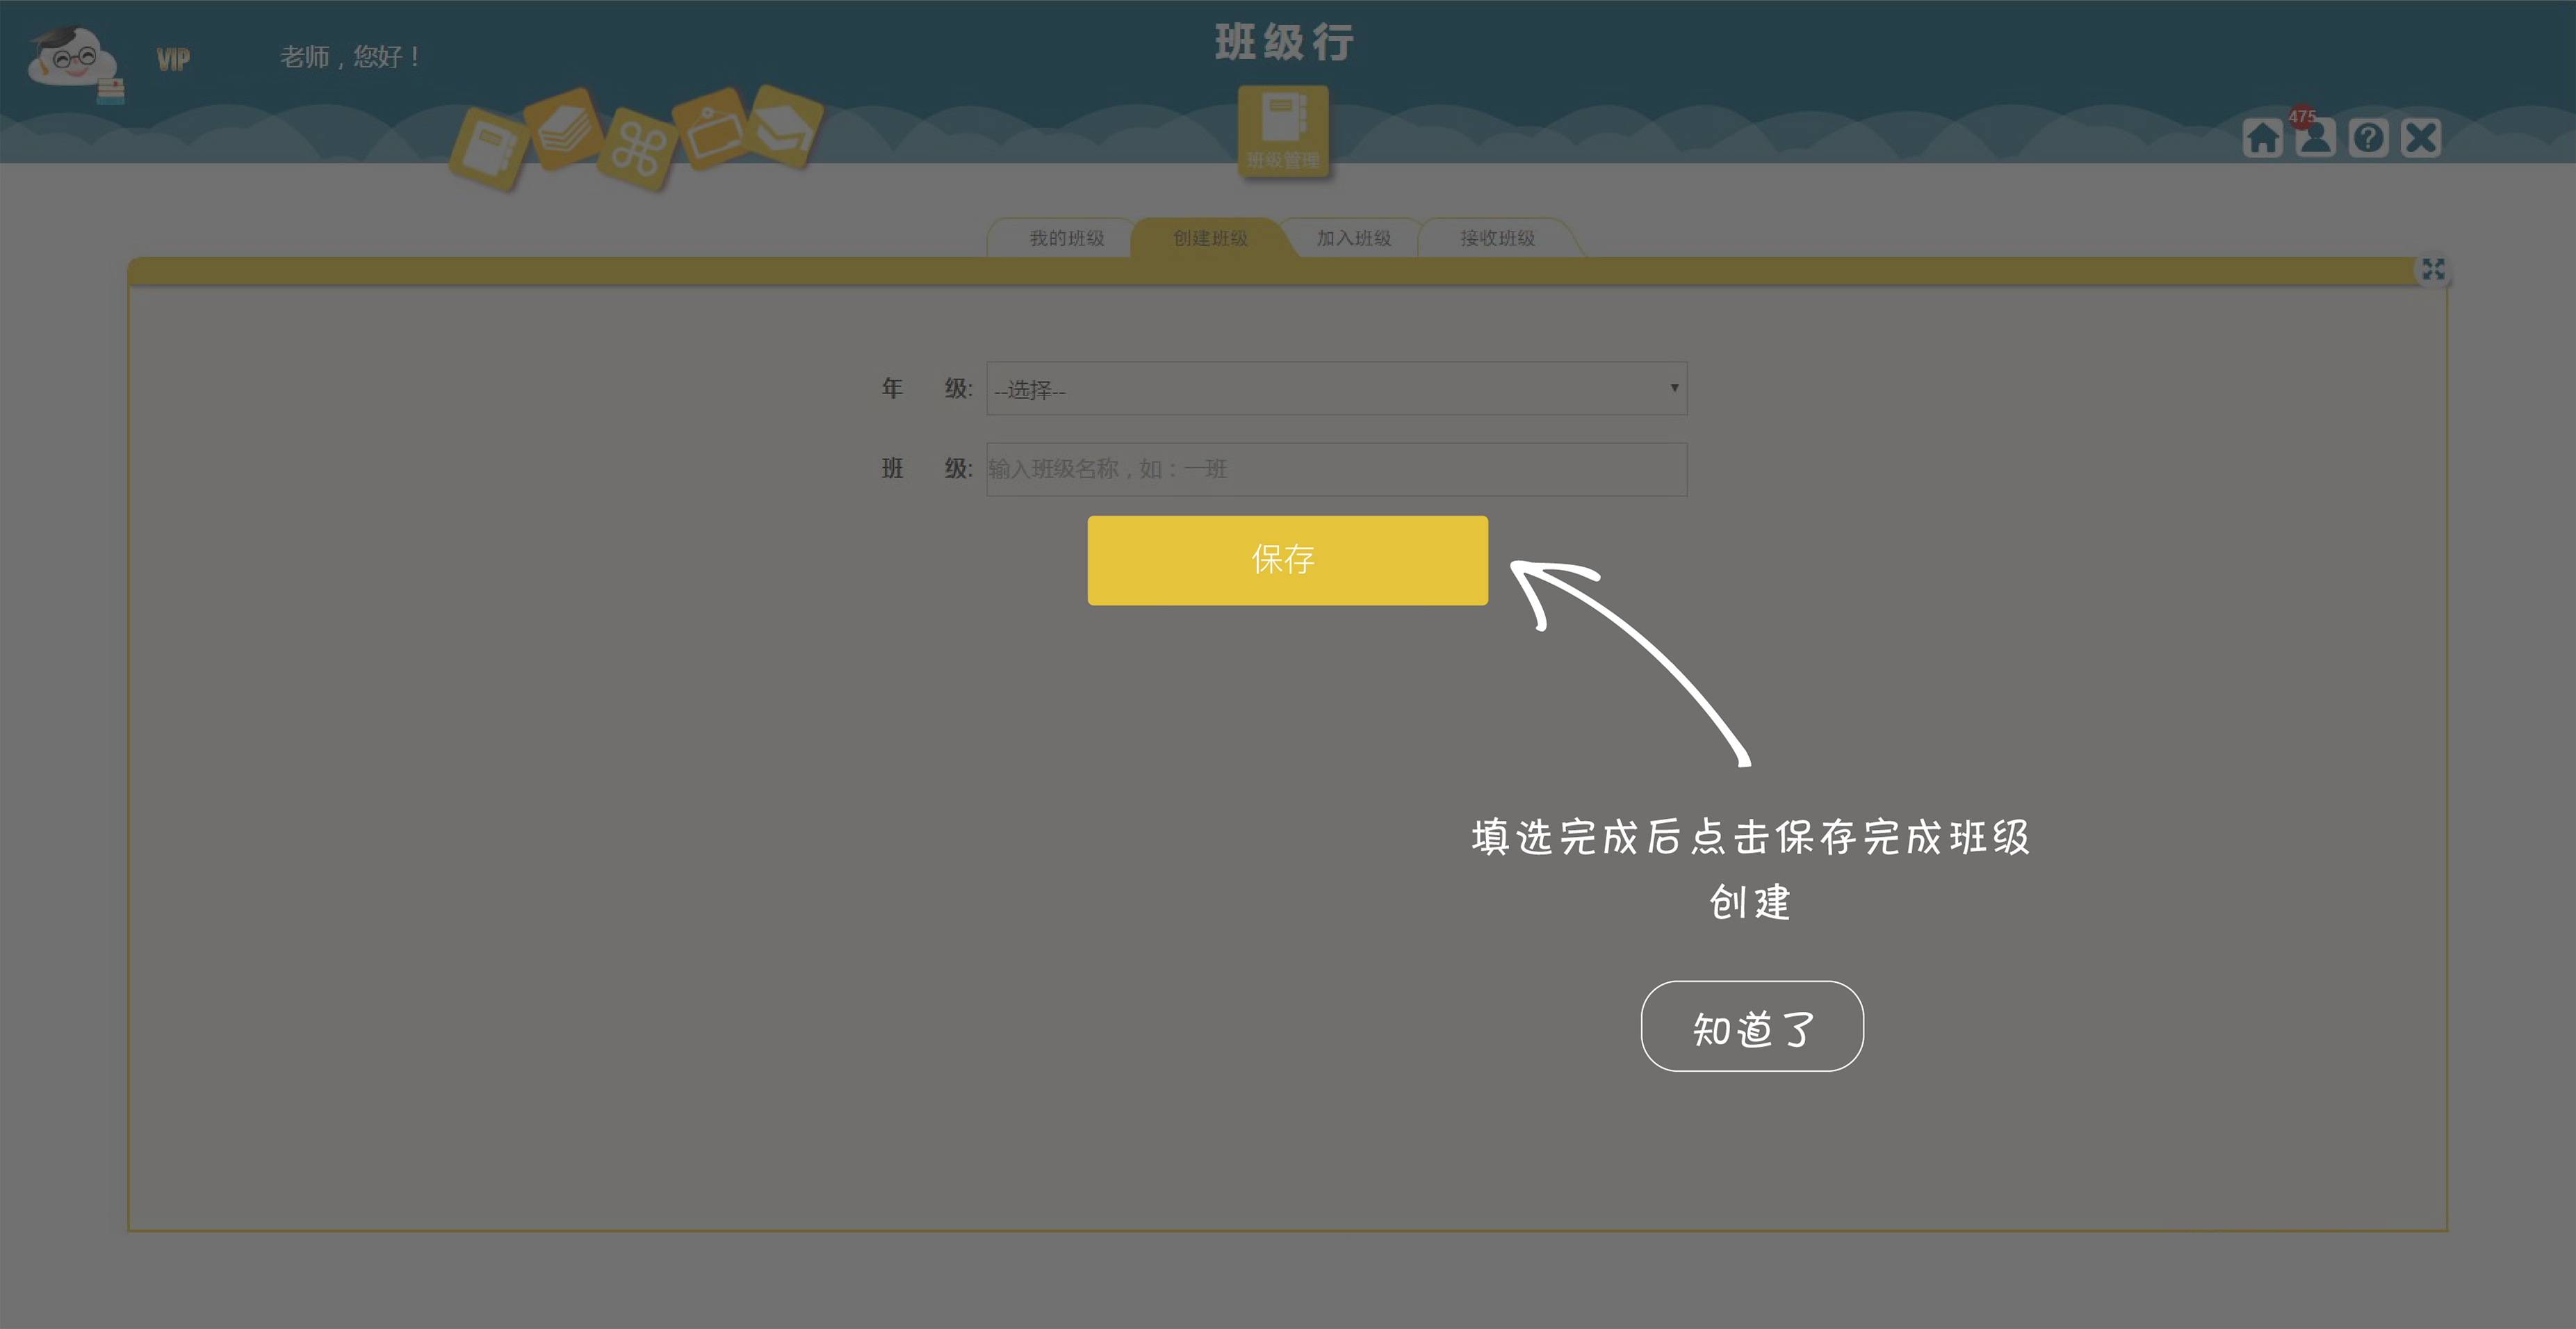 VIP
老师，您好！
班级行
班级管理
475
我的班级
创建班级
加入班级
接收班级
年 级:
--选择--
班 级:
输入班级名称，如：一班
保存
填选完成后点击保存完成班级
创建
知道了